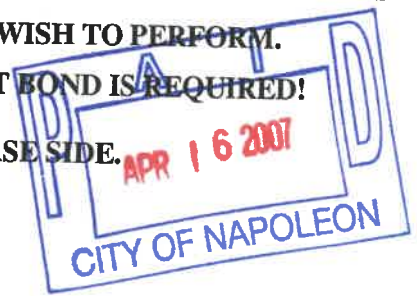 WISH TO PERFORM.
T BOND IS REQUIRED!
SE SIDE.
PAID
APR 16 2007
CITY OF NAPOLEON